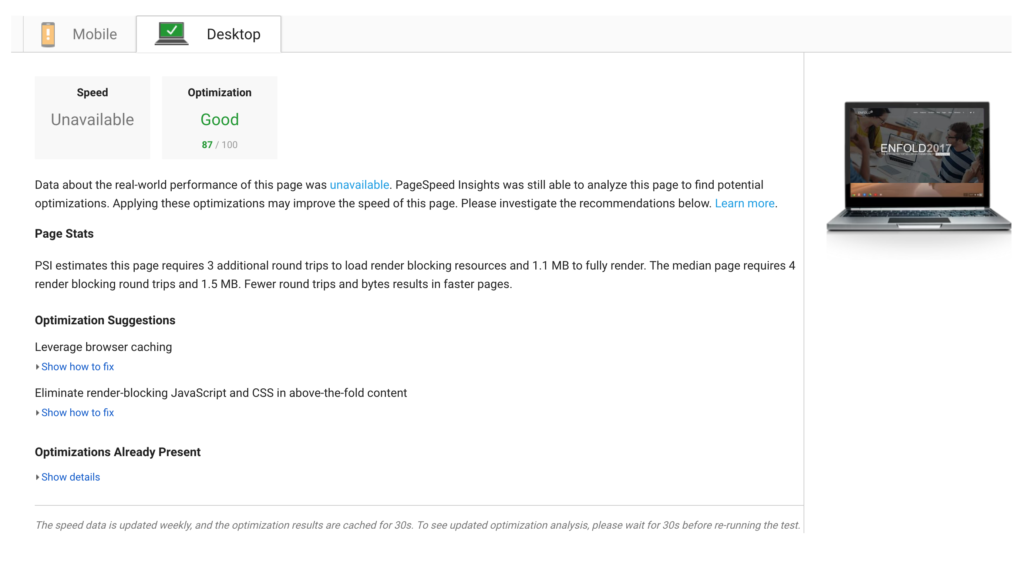 Mobile
Desktop
Speed
Unavailable
Optimization
Good
87 / 100
Data about the real-world performance of this page was unavailable. PageSpeed Insights was still able to analyze this page to find potential
optimizations. Applying these optimizations may improve the speed of this page. Please investigate the recommendations below. Learn more.
Page Stats
PSI estimates this page requires 3 additional round trips to load render blocking resources and 1.1 MB to fully render. The median page requires 4
render blocking round trips and 1.5 MB. Fewer round trips and bytes results in faster pages.
Optimization Suggestions
Leverage browser caching
Show how to fix
Eliminate render-blocking JavaScript and CSS in above-the-fold content
Show how to fix
Optimizations Already Present
Show details
The speed data is updated weekly, and the optimization results are cached for 30s. To see updated optimization analysis, please wait for 30s before re-running the test.
ENFOLD2017